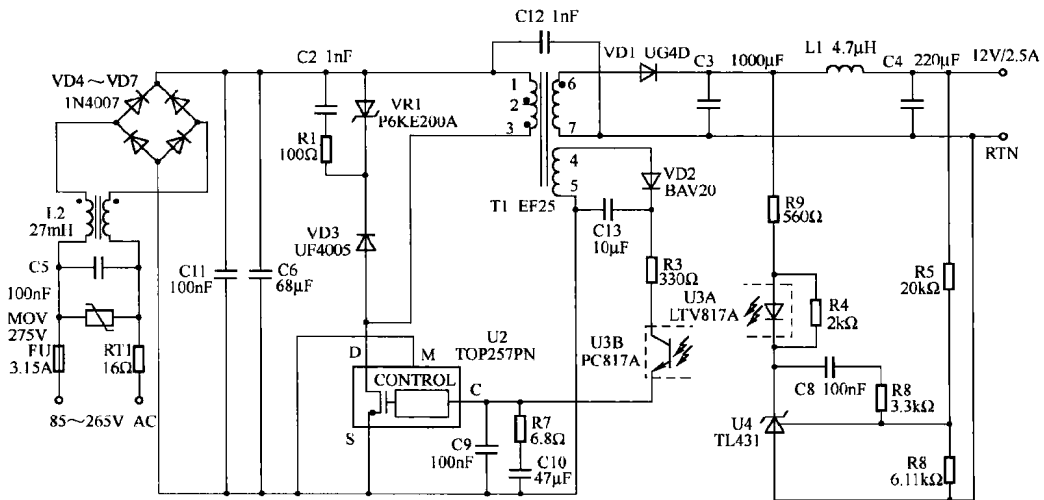 C12 1nF
VD1 UG4D
C3
1000μF
L1 4.7μH
C4
220μF
12V/2.5A
C2 1nF
VD4~VD7
1N4007
VR1
P6KE200A
1
2
3
6
7
RTN
R1
100Ω
4
5
VD2
BAV20
T1 EF25
L2
27mH
VD3
UF4005
C13
10μF
R9
560Ω
C5
100nF
C11
100nF
C6
68μF
R3
330Ω
R5
20kΩ
U3A
LTV817A
R4
2kΩ
MOV
275V
FU
3.15A
RT1
16Ω
U2
TOP257PN
D
M
CONTROL
C
S
U3B
PC817A
C8 100nF
R8
3.3kΩ
85~265V AC
R7
6.8Ω
C9
100nF
C10
47μF
U4
TL431
R8
6.11kΩ